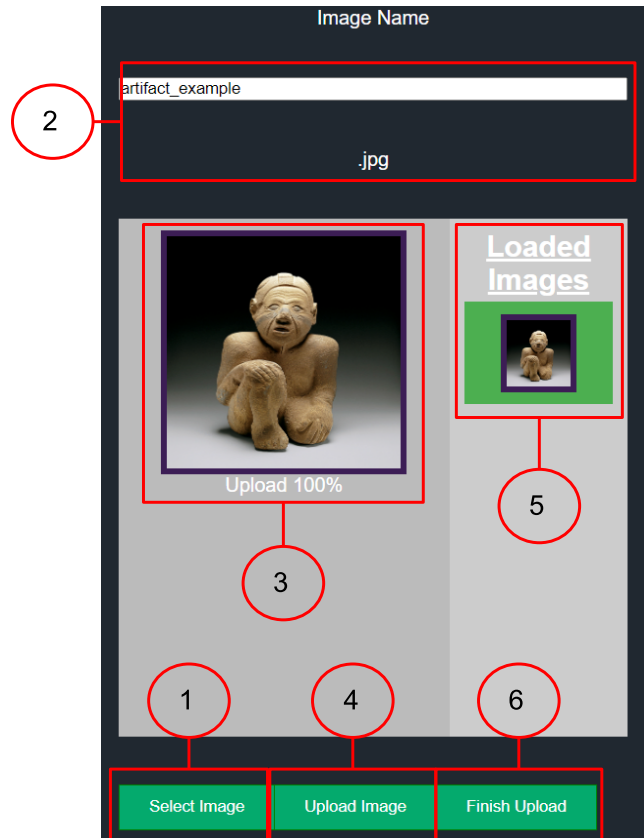 Image Name
artifact_example
2
.jpg
Loaded
Images
Upload 100%
5
3
1
4
6
Select Image
Upload Image
Finish Upload